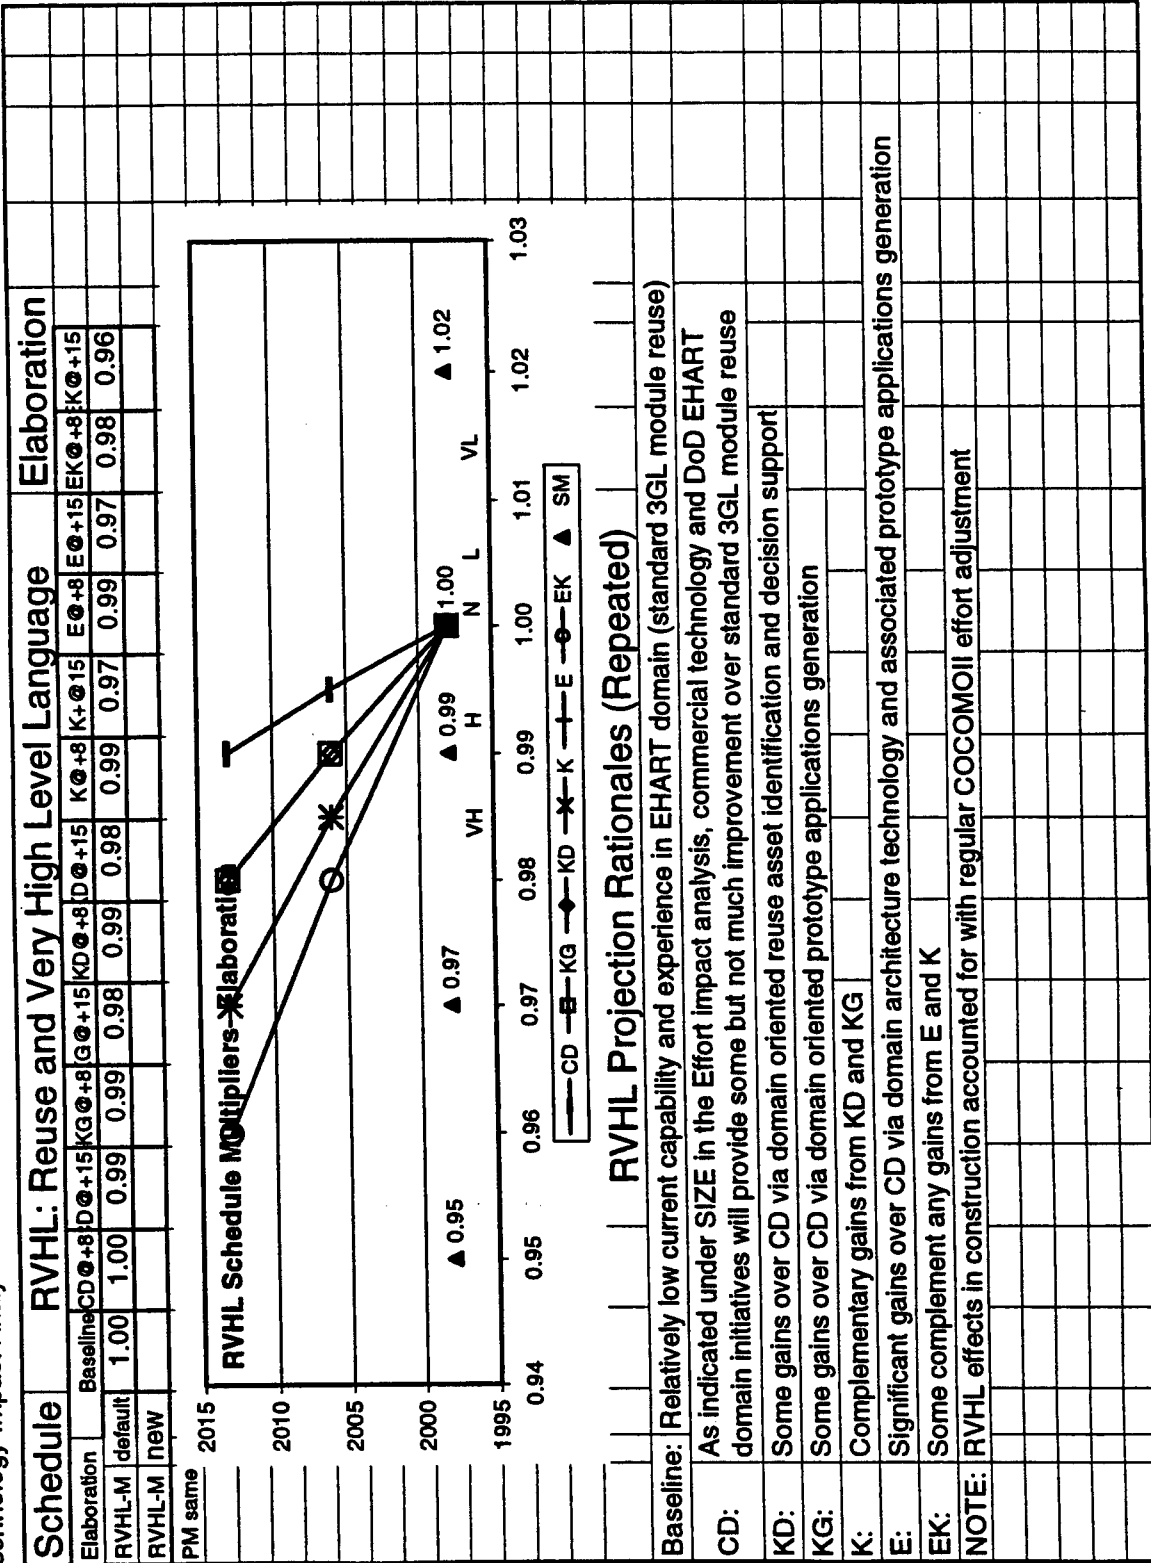 Schedule RVHL: Reuse and Very High Level Language Elaboration
Elaboration Baseline CD@+8 D@+15 KG@+8 G@+15 KD@+8 D@+15 K@+8 K+@15 E@+8 E@+15 EK@+8 K@+15
RVHL-M default 1.00 1.00 0.99 0.99 0.98 0.99 0.98 0.99 0.97 0.99 0.97 0.98 0.96
RVHL-M new
PM same
RVHL Schedule Multipliers-Elaboration
2015
2010
2005
2000
1995
0.95 0.97 0.99 1.00 1.02
VH H N L VL
0.94 0.95 0.96 0.97 0.98 0.99 1.00 1.01 1.02 1.03
CD KG KD K E EK SM
RVHL Projection Rationales (Repeated)
Baseline: Relatively low current capability and experience in EHART domain (standard 3GL module reuse)
CD: As indicated under SIZE in the Effort impact analysis, commercial technology and DoD EHART
domain initiatives will provide some but not much improvement over standard 3GL module reuse
KD: Some gains over CD via domain oriented reuse asset identification and decision support
KG: Some gains over CD via domain oriented prototype applications generation
K: Complementary gains from KD and KG
E: Significant gains over CD via domain architecture technology and associated prototype applications generation
EK: Some complement any gains from E and K
NOTE: RVHL effects in construction accounted for with regular COCOMOII effort adjustment